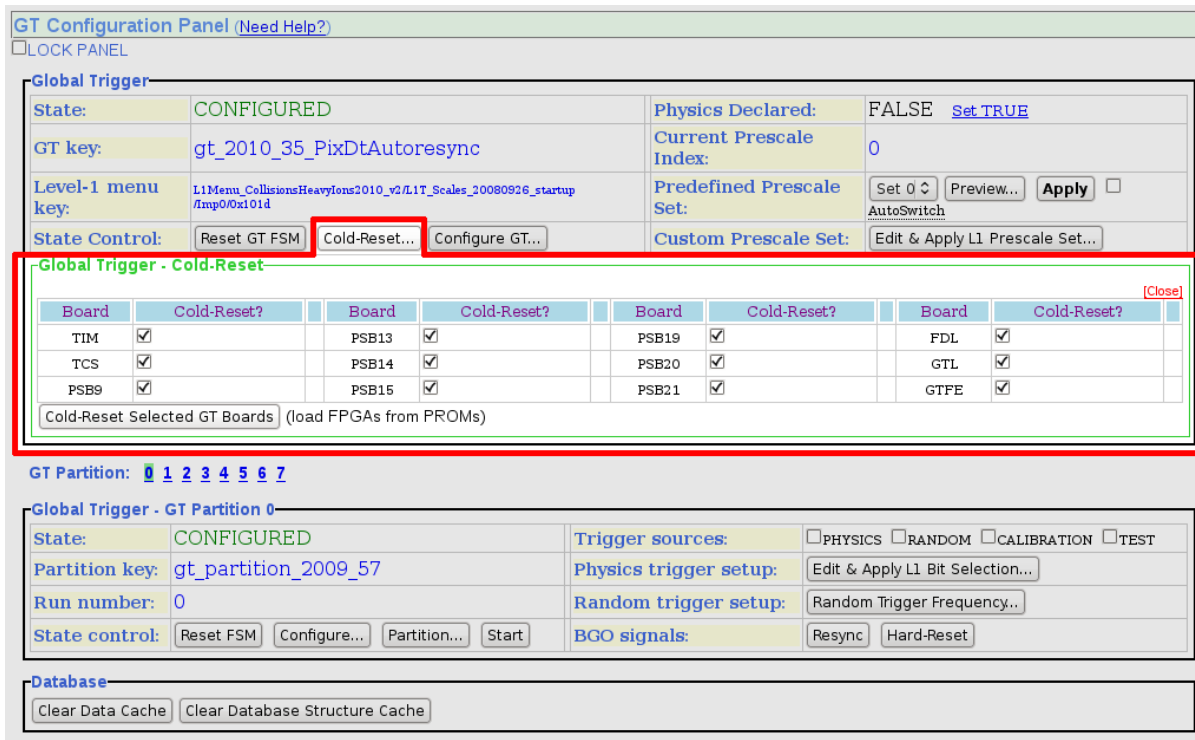 GT Configuration Panel (Need Help?)
LOCK PANEL
Global Trigger
State: CONFIGURED Physics Declared: FALSE Set TRUE
GT key: gt_2010_35_PixDtAutoresync Current Prescale Index: 0
Level-1 menu key: L1Menu_CollisionsHeavyIons2010_v2/L1T_Scales_20080926_startup
/Imp0/0x101d
Predefined Prescale Set: Set 0 Preview... Apply
AutoSwitch
State Control: Reset GT FSM Cold-Reset... Configure GT... Custom Prescale Set: Edit & Apply L1 Prescale Set...
Global Trigger - Cold-Reset
[Close]
Board Cold-Reset? Board Cold-Reset? Board Cold-Reset? Board Cold-Reset?
TIM PSB13 PSB19 FDL
TCS PSB14 PSB20 GTL
PSB9 PSB15 PSB21 GTFE
Cold-Reset Selected GT Boards (load FPGAs from PROMs)
GT Partition: 0 1 2 3 4 5 6 7
Global Trigger - GT Partition 0
State: CONFIGURED Trigger sources: PHYSICS RANDOM CALIBRATION TEST
Partition key: gt_partition_2009_57 Physics trigger setup: Edit & Apply L1 Bit Selection...
Run number: 0 Random trigger setup: Random Trigger Frequency...
State control: Reset FSM Configure... Partition... Start BGO signals: Resync Hard-Reset
Database
Clear Data Cache Clear Database Structure Cache